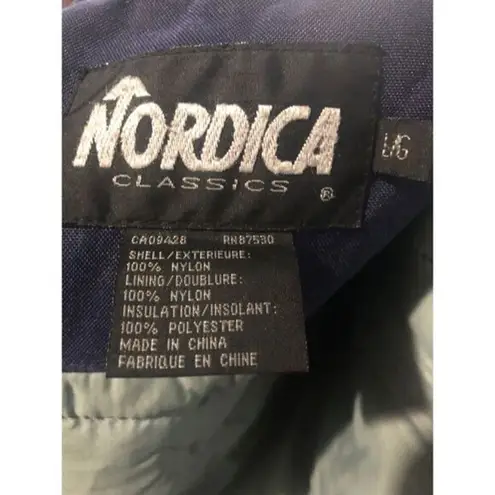 NORDICA
CLASSICS
®
L/G
CA09428 RN87530
SHELL/EXTERIEURE:
100% NYLON
LINING/DOUBLURE:
100% NYLON
INSULATION/INSOLANT:
100% POLYESTER
MADE IN CHINA
FABRIQUE EN CHINE